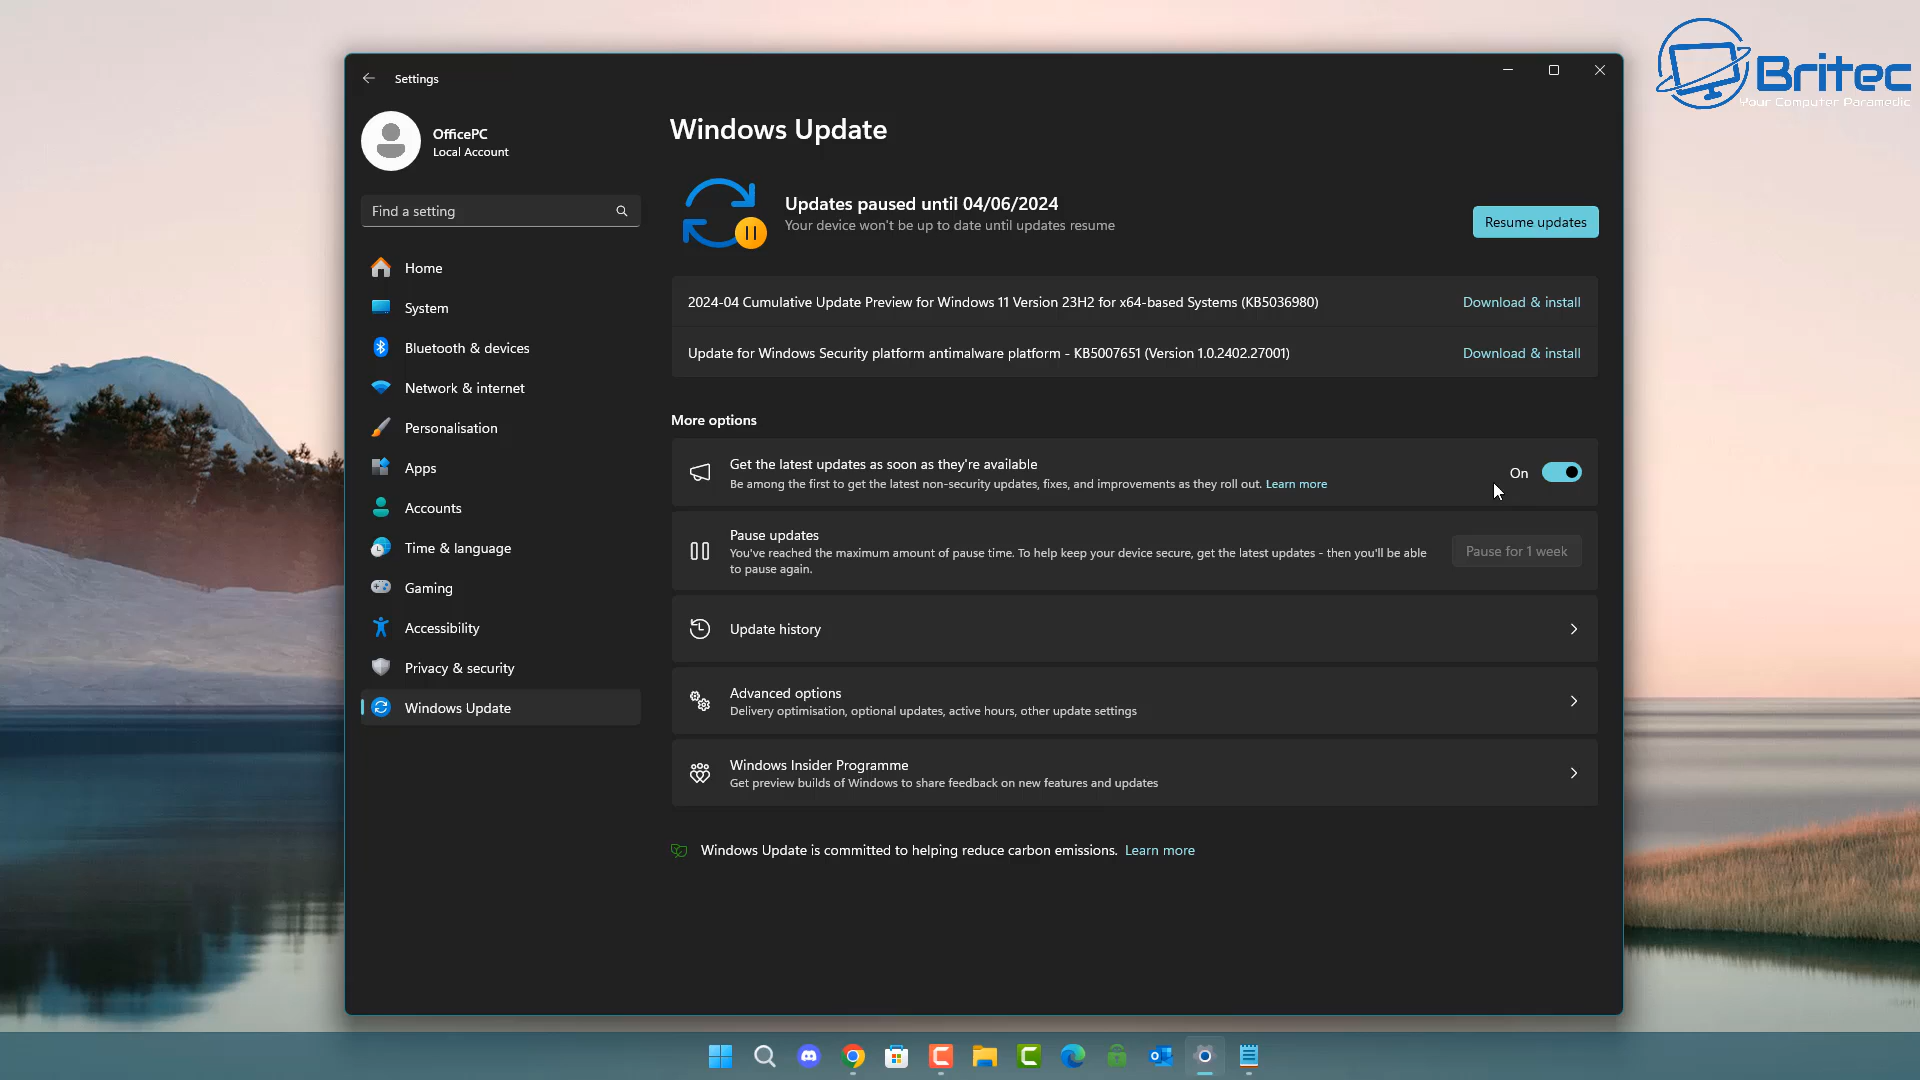 Britec
Your Computer Paramedic
Settings
OfficePC
Local Account
Find a setting
Home
System
Bluetooth & devices
Network & internet
Personalisation
Apps
Accounts
Time & language
Gaming
Accessibility
Privacy & security
Windows Update
Windows Update
Updates paused until 04/06/2024
Your device won't be up to date until updates resume
Resume updates
2024-04 Cumulative Update Preview for Windows 11 Version 23H2 for x64-based Systems (KB5036980)
Download & install
Update for Windows Security platform antimalware platform - KB5007651 (Version 1.0.2402.27001)
Download & install
More options
Get the latest updates as soon as they're available
Be among the first to get the latest non-security updates, fixes, and improvements as they roll out. Learn more
On
Pause updates
You've reached the maximum amount of pause time. To help keep your device secure, get the latest updates - then you'll be able
to pause again.
Pause for 1 week
Update history
Advanced options
Delivery optimisation, optional updates, active hours, other update settings
Windows Insider Programme
Get preview builds of Windows to share feedback on new features and updates
Windows Update is committed to helping reduce carbon emissions. Learn more